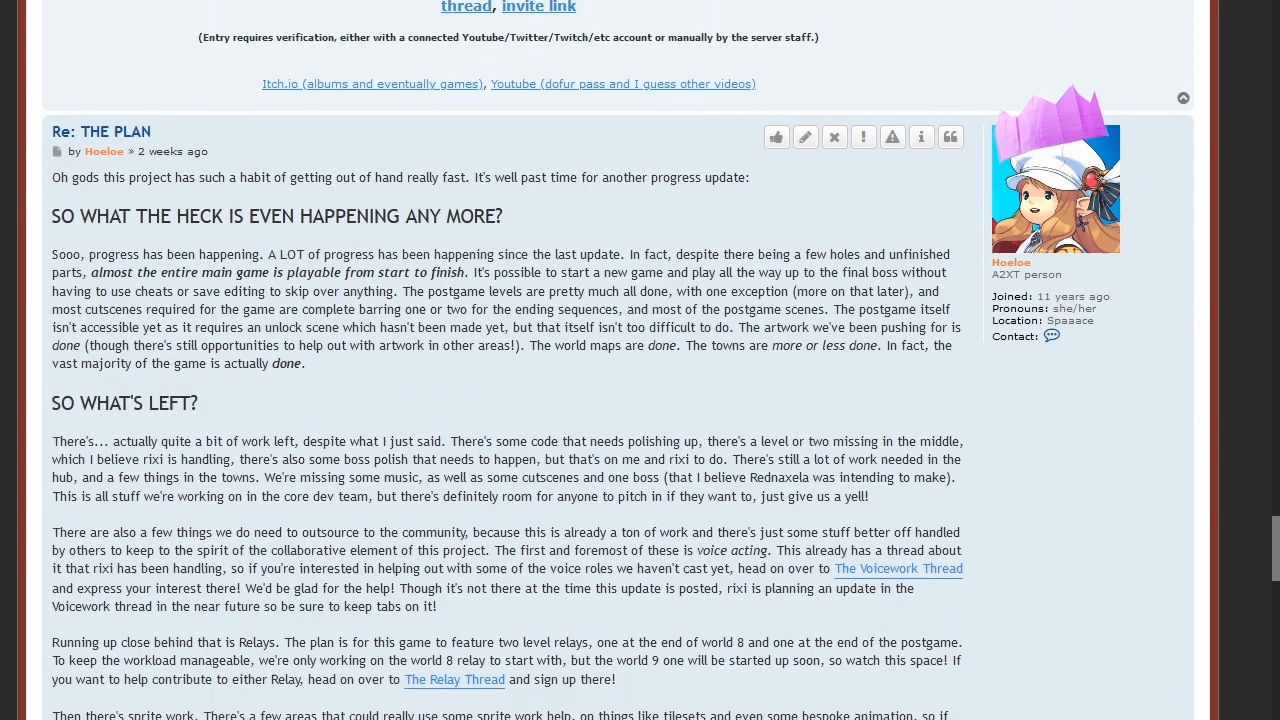 thread, invite link
(Entry requires verification, either with a connected Youtube/Twitter/Twitch/etc account or manually by the server staff.)
Itch.io (albums and eventually games), Youtube (dofur pass and I guess other videos)
Re: THE PLAN
by Hoeloe » 2 weeks ago
Oh gods this project has such a habit of getting out of hand really fast. It's well past time for another progress update:
SO WHAT THE HECK IS EVEN HAPPENING ANY MORE?
Sooo, progress has been happening. A LOT of progress has been happening since the last update. In fact, despite there being a few holes and unfinished
parts, almost the entire main game is playable from start to finish. It's possible to start a new game and play all the way up to the final boss without
having to use cheats or save editing to skip over anything. The postgame levels are pretty much all done, with one exception (more on that later), and
most cutscenes required for the game are complete barring one or two for the ending sequences, and most of the postgame scenes. The postgame itself
isn't accessible yet as it requires an unlock scene which hasn't been made yet, but that itself isn't too difficult to do. The artwork we've been pushing for is
done (though there's still opportunities to help out with artwork in other areas!). The world maps are done. The towns are more or less done. In fact, the
vast majority of the game is actually done.
SO WHAT'S LEFT?
There's... actually quite a bit of work left, despite what I just said. There's some code that needs polishing up, there's a level or two missing in the middle,
which I believe rixi is handling, there's also some boss polish that needs to happen, but that's on me and rixi to do. There's still a lot of work needed in the
hub, and a few things in the towns. We're missing some music, as well as some cutscenes and one boss (that I believe Rednaxela was intending to make).
This is all stuff we're working on in the core dev team, but there's definitely room for anyone to pitch in if they want to, just give us a yell!
There are also a few things we do need to outsource to the community, because this is already a ton of work and there's just some stuff better off handled
by others to keep to the spirit of the collaborative element of this project. The first and foremost of these is voice acting. This already has a thread about
it that rixi has been handling, so if you're interested in helping out with some of the voice roles we haven't cast yet, head on over to The Voicework Thread
and express your interest there! We'd be glad for the help! Though it's not there at the time this update is posted, rixi is planning an update in the
Voicework thread in the near future so be sure to keep tabs on it!
Running up close behind that is Relays. The plan is for this game to feature two level relays, one at the end of world 8 and one at the end of the postgame.
To keep the workload manageable, we're only working on the world 8 relay to start with, but the world 9 one will be started up soon, so watch this space! If
you want to help contribute to either Relay, head on over to The Relay Thread and sign up there!
Then there's sprite work. There's a few areas that could really use some sprite work help, on things like tilesets and even some bespoke animation, so if
Hoeloe
A2XT person
Joined: 11 years ago
Pronouns: she/her
Location: Spaaace
Contact: